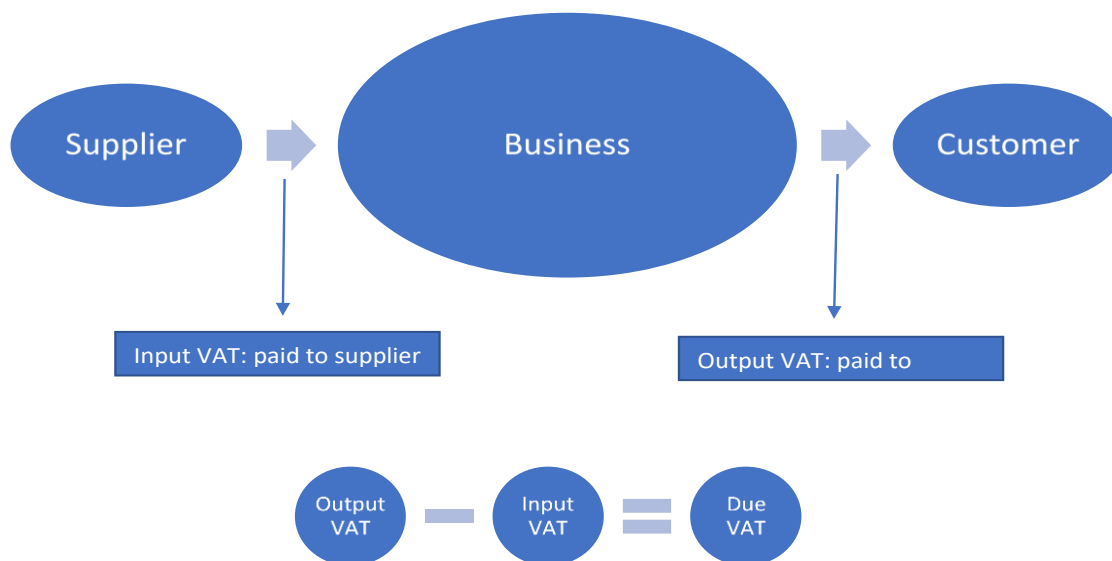 Supplier
Business
Customer
Input VAT: paid to supplier
Output VAT: paid to
Output
VAT
Input
VAT
Due
VAT